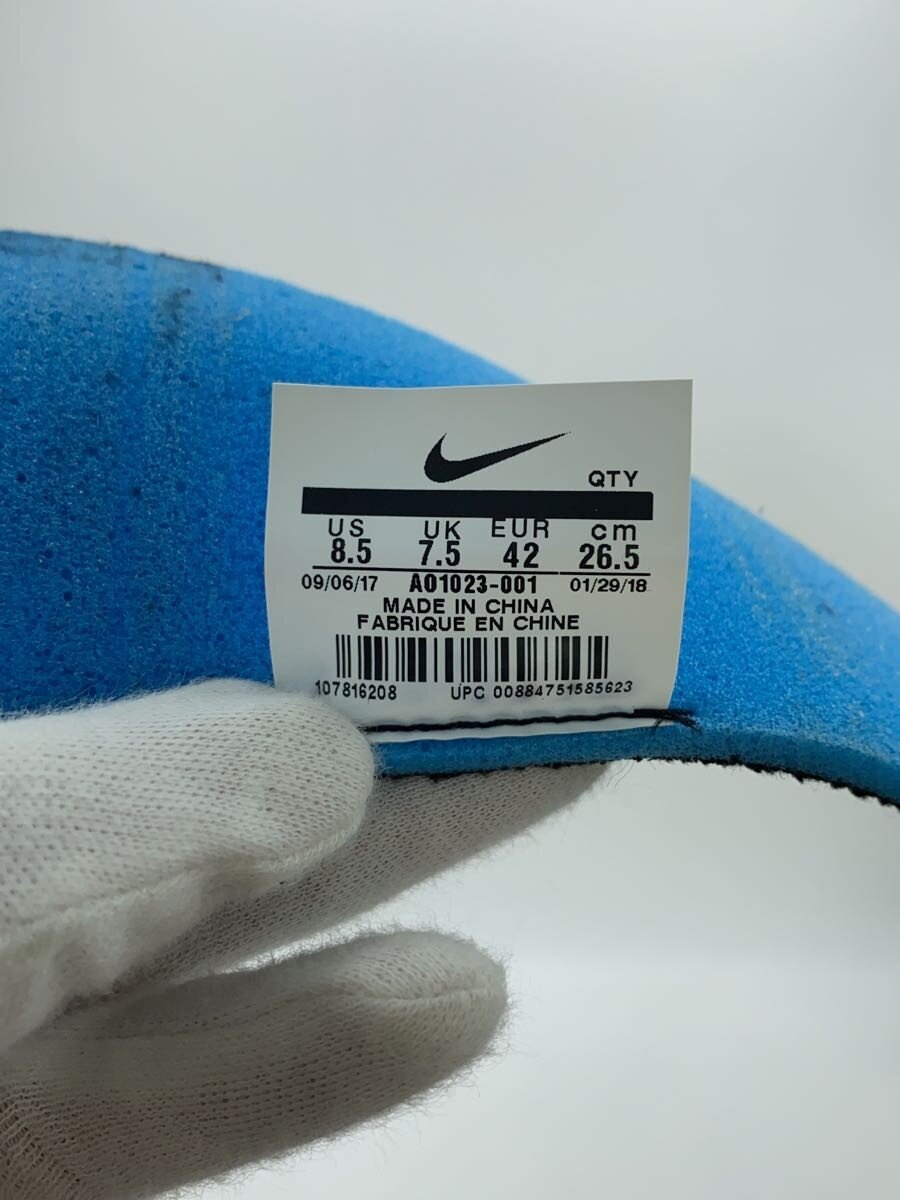 QTY
US UK EUR cm
8.5 7.5 42 26.5
09/06/17 AO1023-001 01/29/18
MADE IN CHINA
FABRIQUE EN CHINE
107816208 UPC 00884751585623